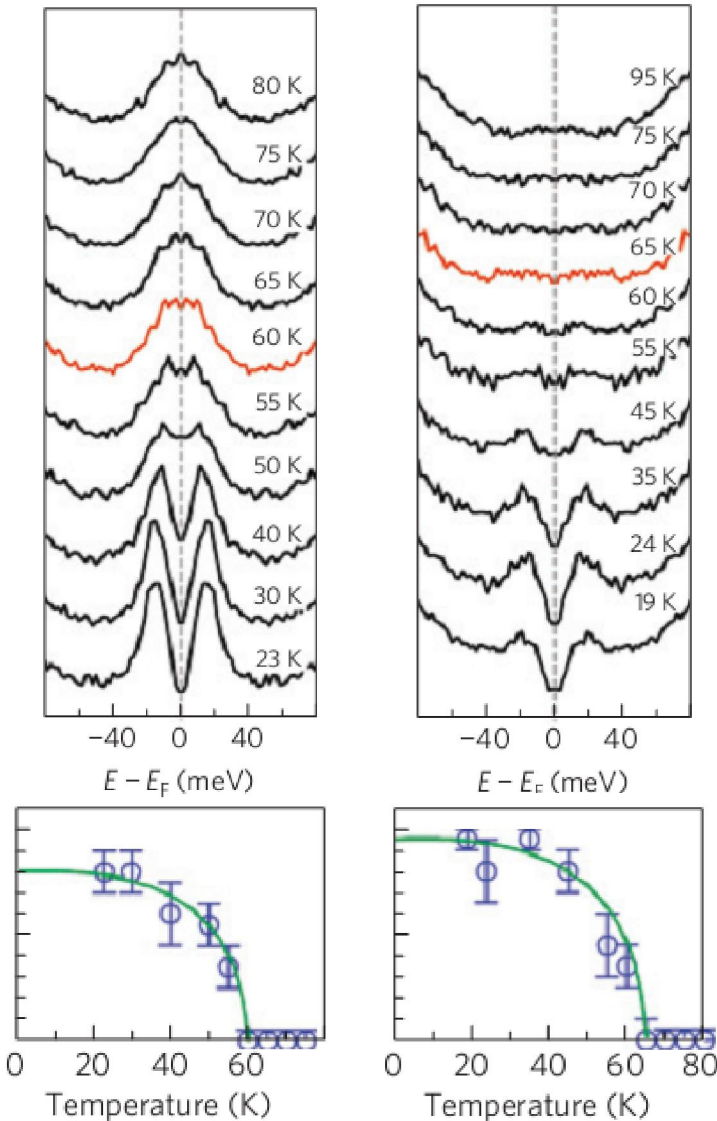 80 K
75 K
70 K
65 K
60 K
55 K
50 K
40 K
30 K
23 K
−40 0 40
E − E_F (meV)
95 K
75 K
70 K
65 K
60 K
55 K
45 K
35 K
24 K
19 K
−40 0 40
E − E_F (meV)
0 20 40 60
Temperature (K)
0 20 40 60 80
Temperature (K)